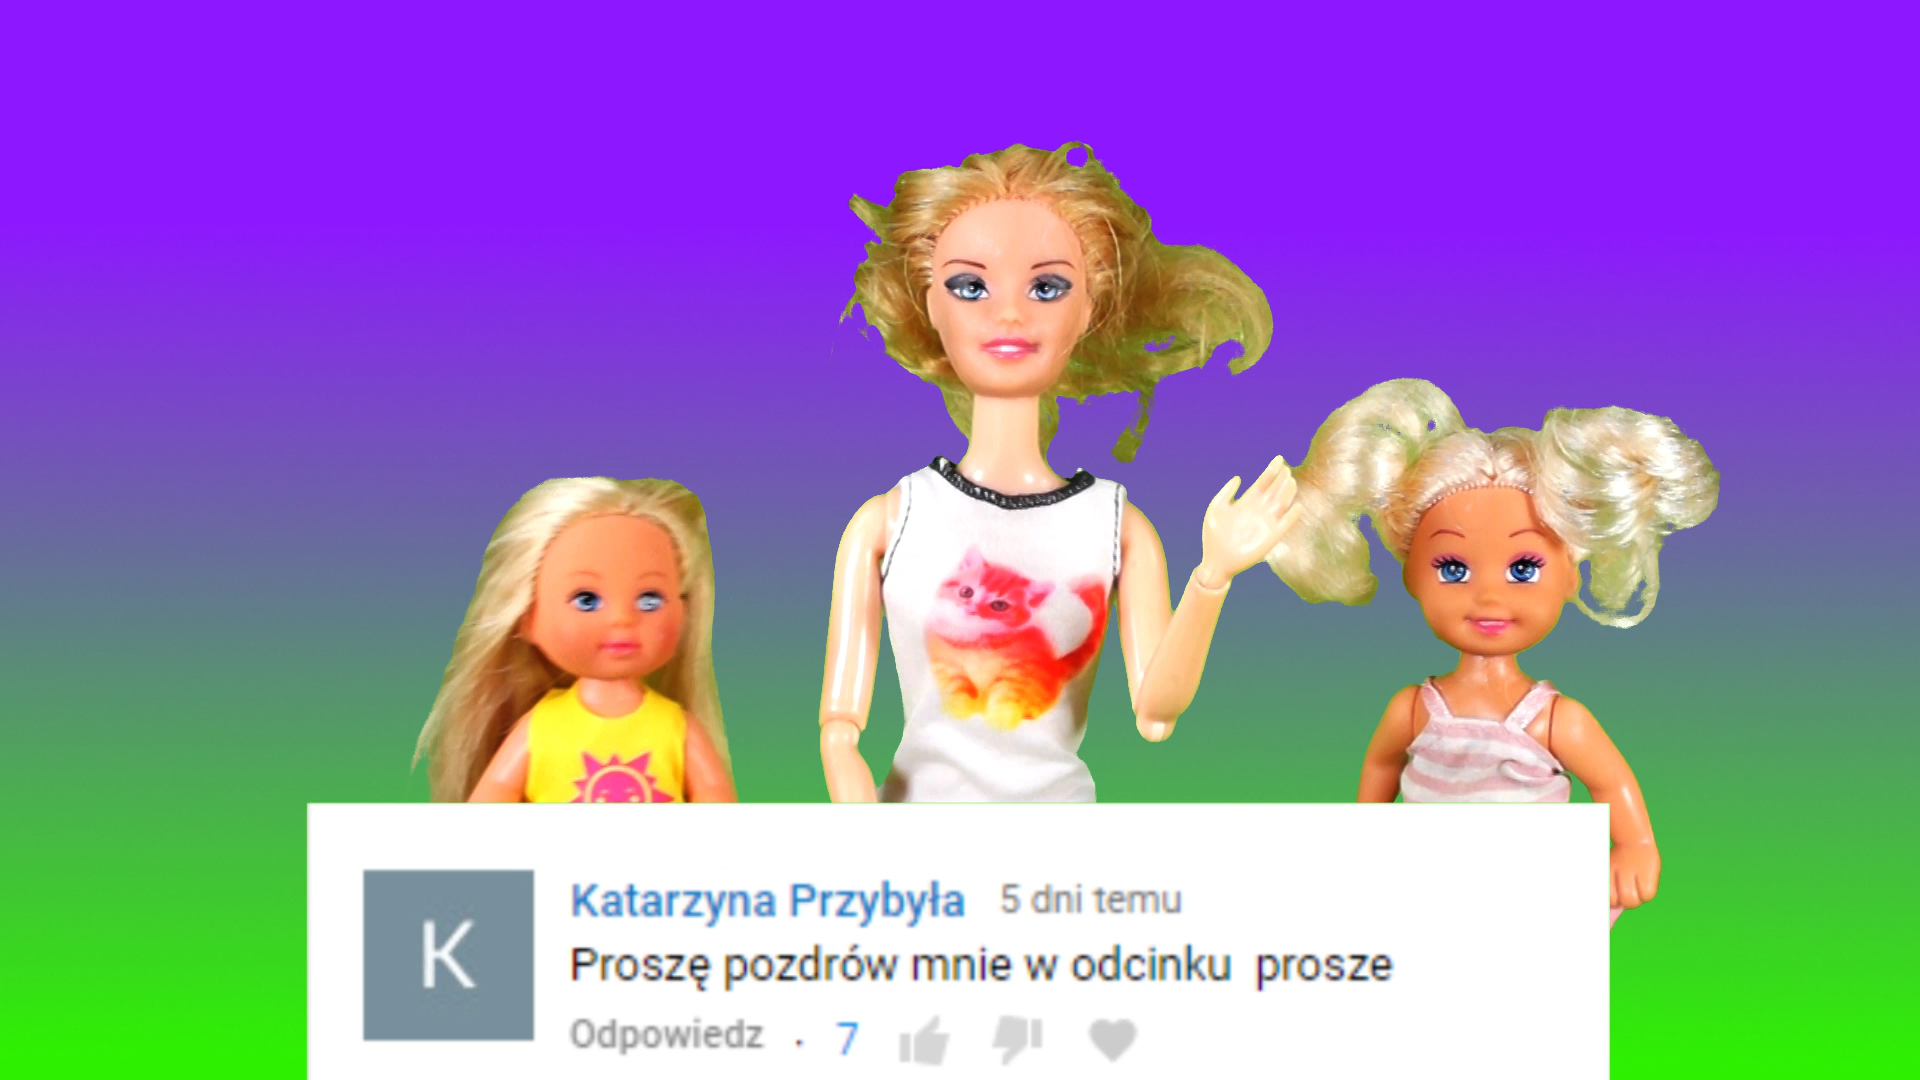 K
Katarzyna Przybyła 5 dni temu
Proszę pozdrów mnie w odcinku prosze
Odpowiedz . 7